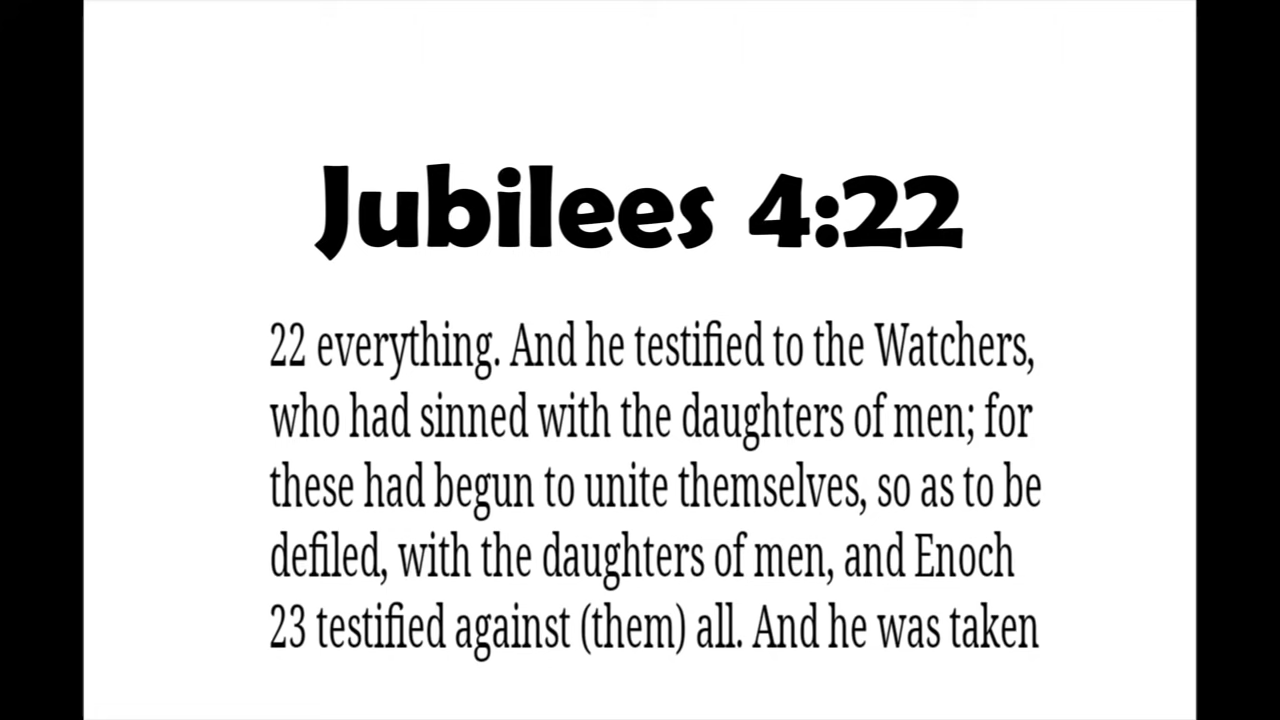 Jubilees 4:22
22 everything. And he testified to the Watchers,
who had sinned with the daughters of men; for
these had begun to unite themselves, so as to be
defiled, with the daughters of men, and Enoch
23 testified against (them) all. And he was taken